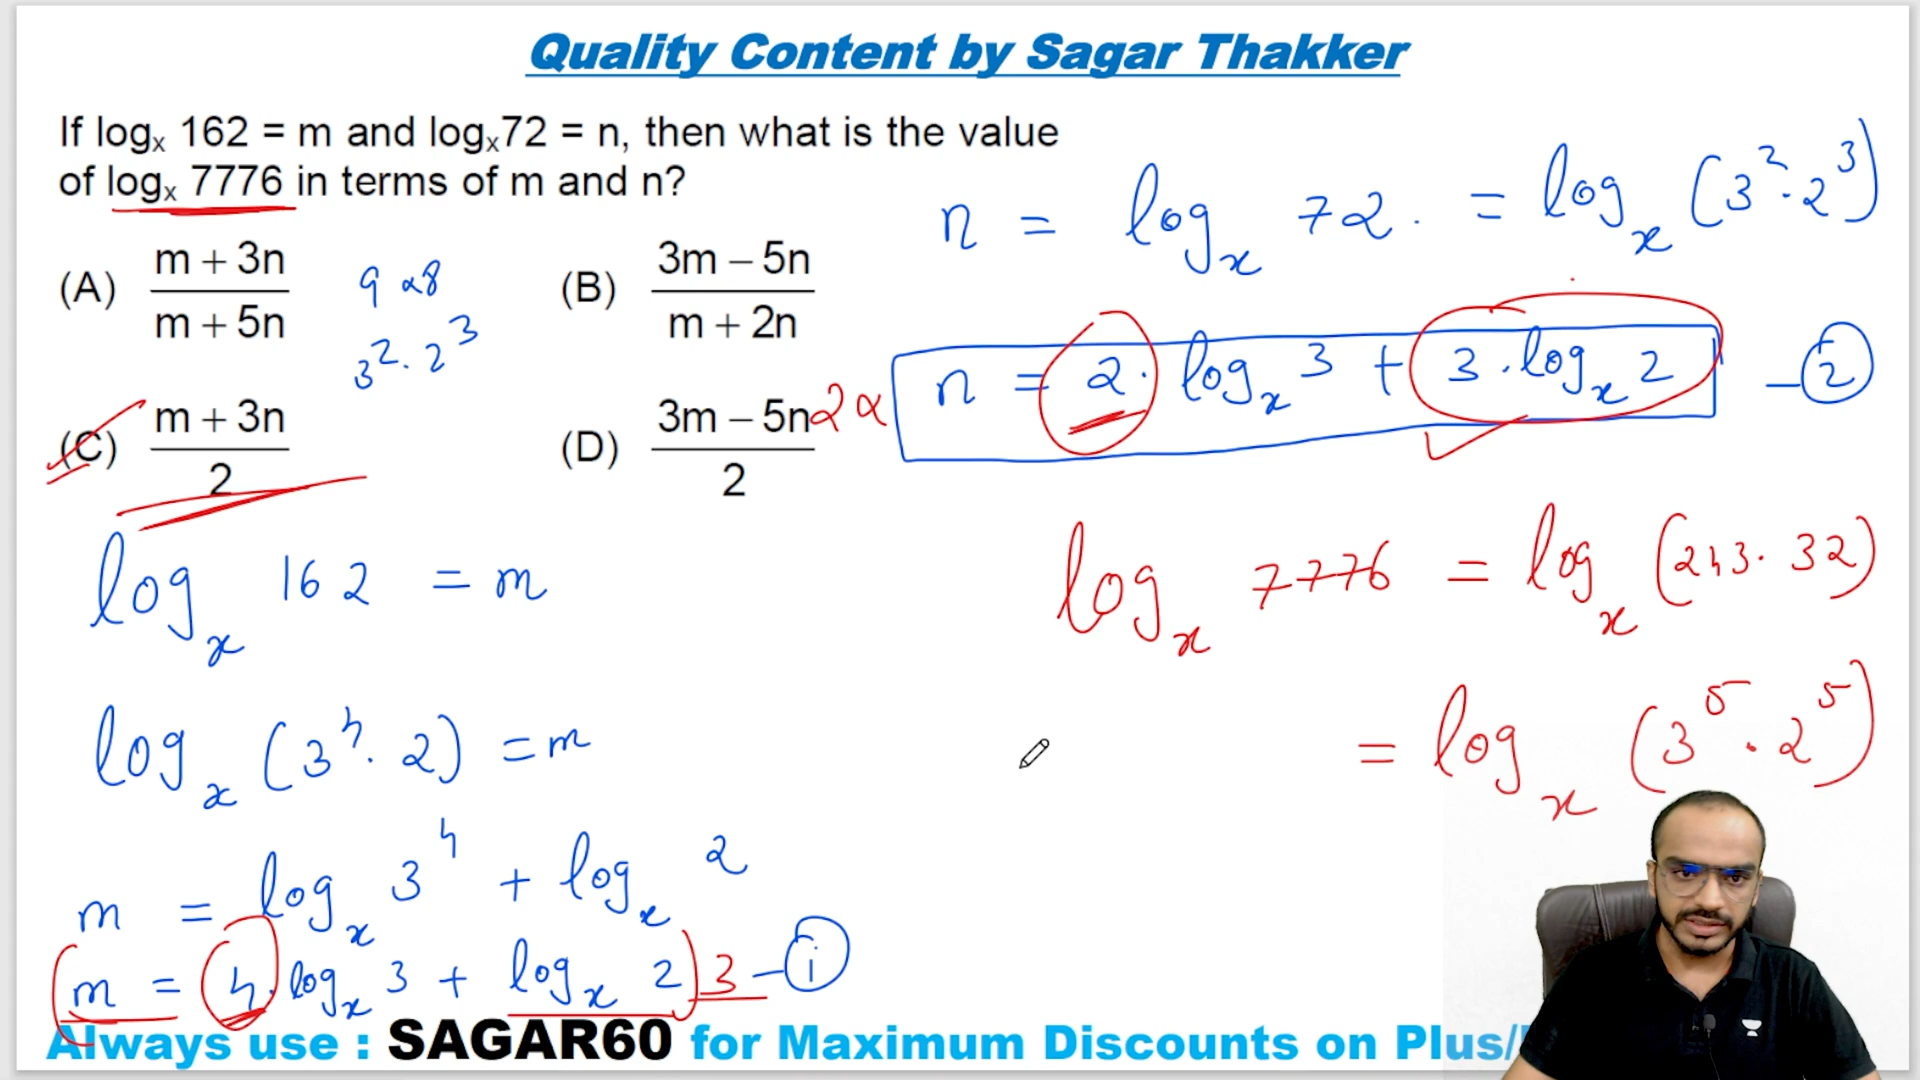 Quality Content by Sagar Thakker
If logₓ 162 = m and logₓ72 = n, then what is the value
of logₓ 7776 in terms of m and n?
(A) (m + 3n)/(m + 5n)
(B) (3m – 5n)/(m + 2n)
(C) (m + 3n)/2
(D) (3m – 5n)/2
9 x 8
3² · 2³
n = logₓ 72 · = logₓ (3² · 2³)
n = 2 · logₓ 3 + 3 · logₓ 2 – ②
logₓ 162 = m
logₓ (3⁴ · 2) = m
m = logₓ 3⁴ + logₓ 2
(m = 4 · logₓ 3 + logₓ 2) 3 – ⓘ
logₓ 7776 = logₓ (243 · 32)
= logₓ (3⁵ · 2⁵)
Always use : SAGAR60 for Maximum Discounts on Plus/